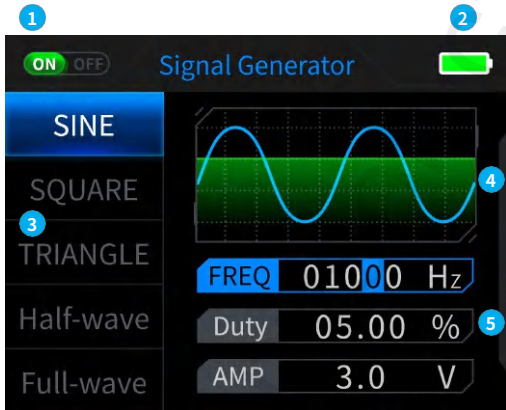 1
2
ON OFF
Signal Generator
SINE
SQUARE
3
TRIANGLE
Half-wave
Full-wave
4
FREQ 01000 Hz
Duty 05.00 %
5
AMP 3.0 V